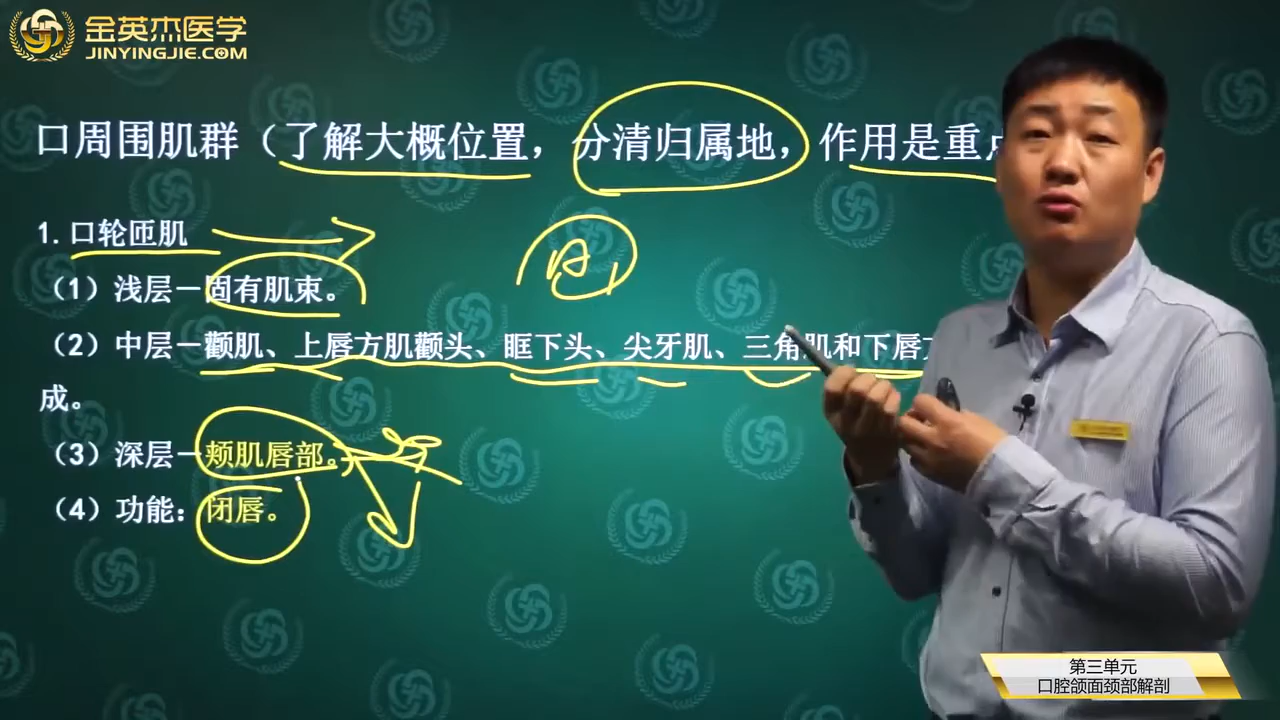 金英杰医学
JINYINGJIE.COM
口周围肌群（了解大概位置，分清归属地，作用是重点
1.口轮匝肌
（1）浅层—固有肌束。
（2）中层—颧肌、上唇方肌颧头、眶下头、尖牙肌、三角肌和下唇
成。
（3）深层—颊肌唇部。
（4）功能：闭唇。
第三单元
口腔颌面颈部解剖